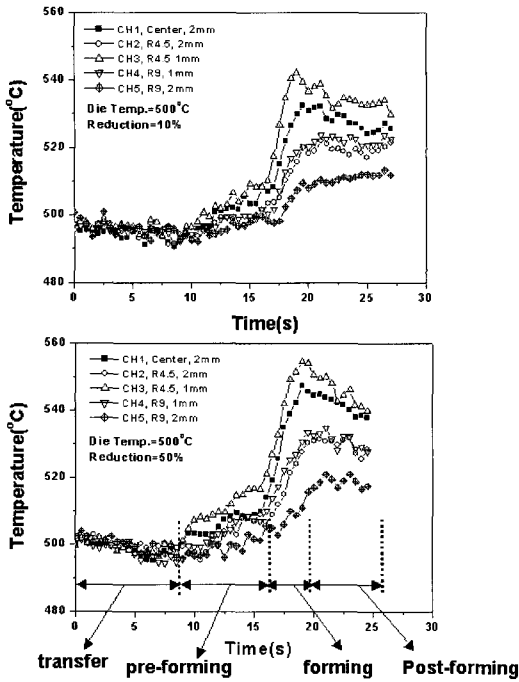 560
540
520
500
480
Temperature(°C)
CH1, Center, 2mm
CH2, R4.5, 2mm
CH3, R4.5 1mm
CH4, R9, 1mm
CH5, R9, 2mm
Die Temp.=500°C
Reduction=10%
0 5 10 15 20 25 30
Time(s)
560
540
520
500
480
Temperature(°C)
CH1, Center, 2mm
CH2, R4.5, 2mm
CH3, R4.5, 1mm
CH4, R9, 1mm
CH5, R9, 2mm
Die Temp.=500°C
Reduction=50%
0 5 10 15 20 25 30
Time(s)
transfer pre-forming forming Post-forming